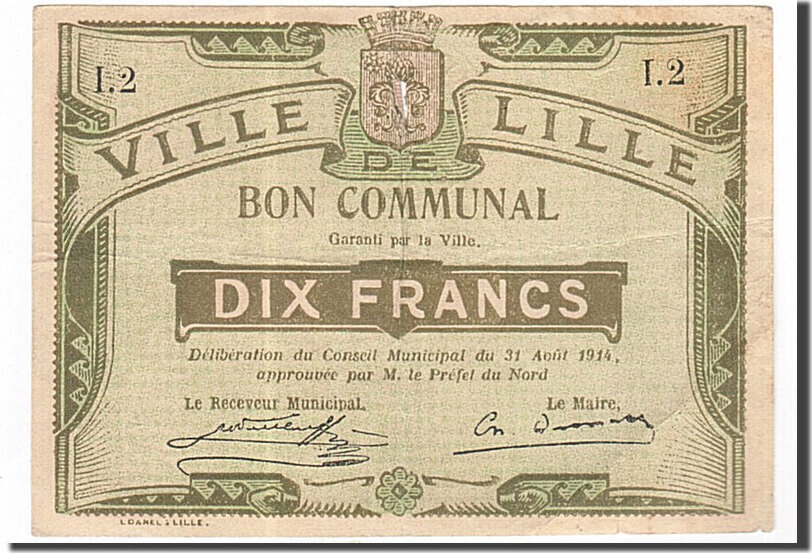 I.2 I.2
VILLE DE LILLE
BON COMMUNAL
Garanti par la Ville.
DIX FRANCS
Délibération du Conseil Municipal du 31 Août 1914,
approuvée par M. le Préfet du Nord
Le Receveur Municipal, Le Maire,
L.DANEL À LILLE.